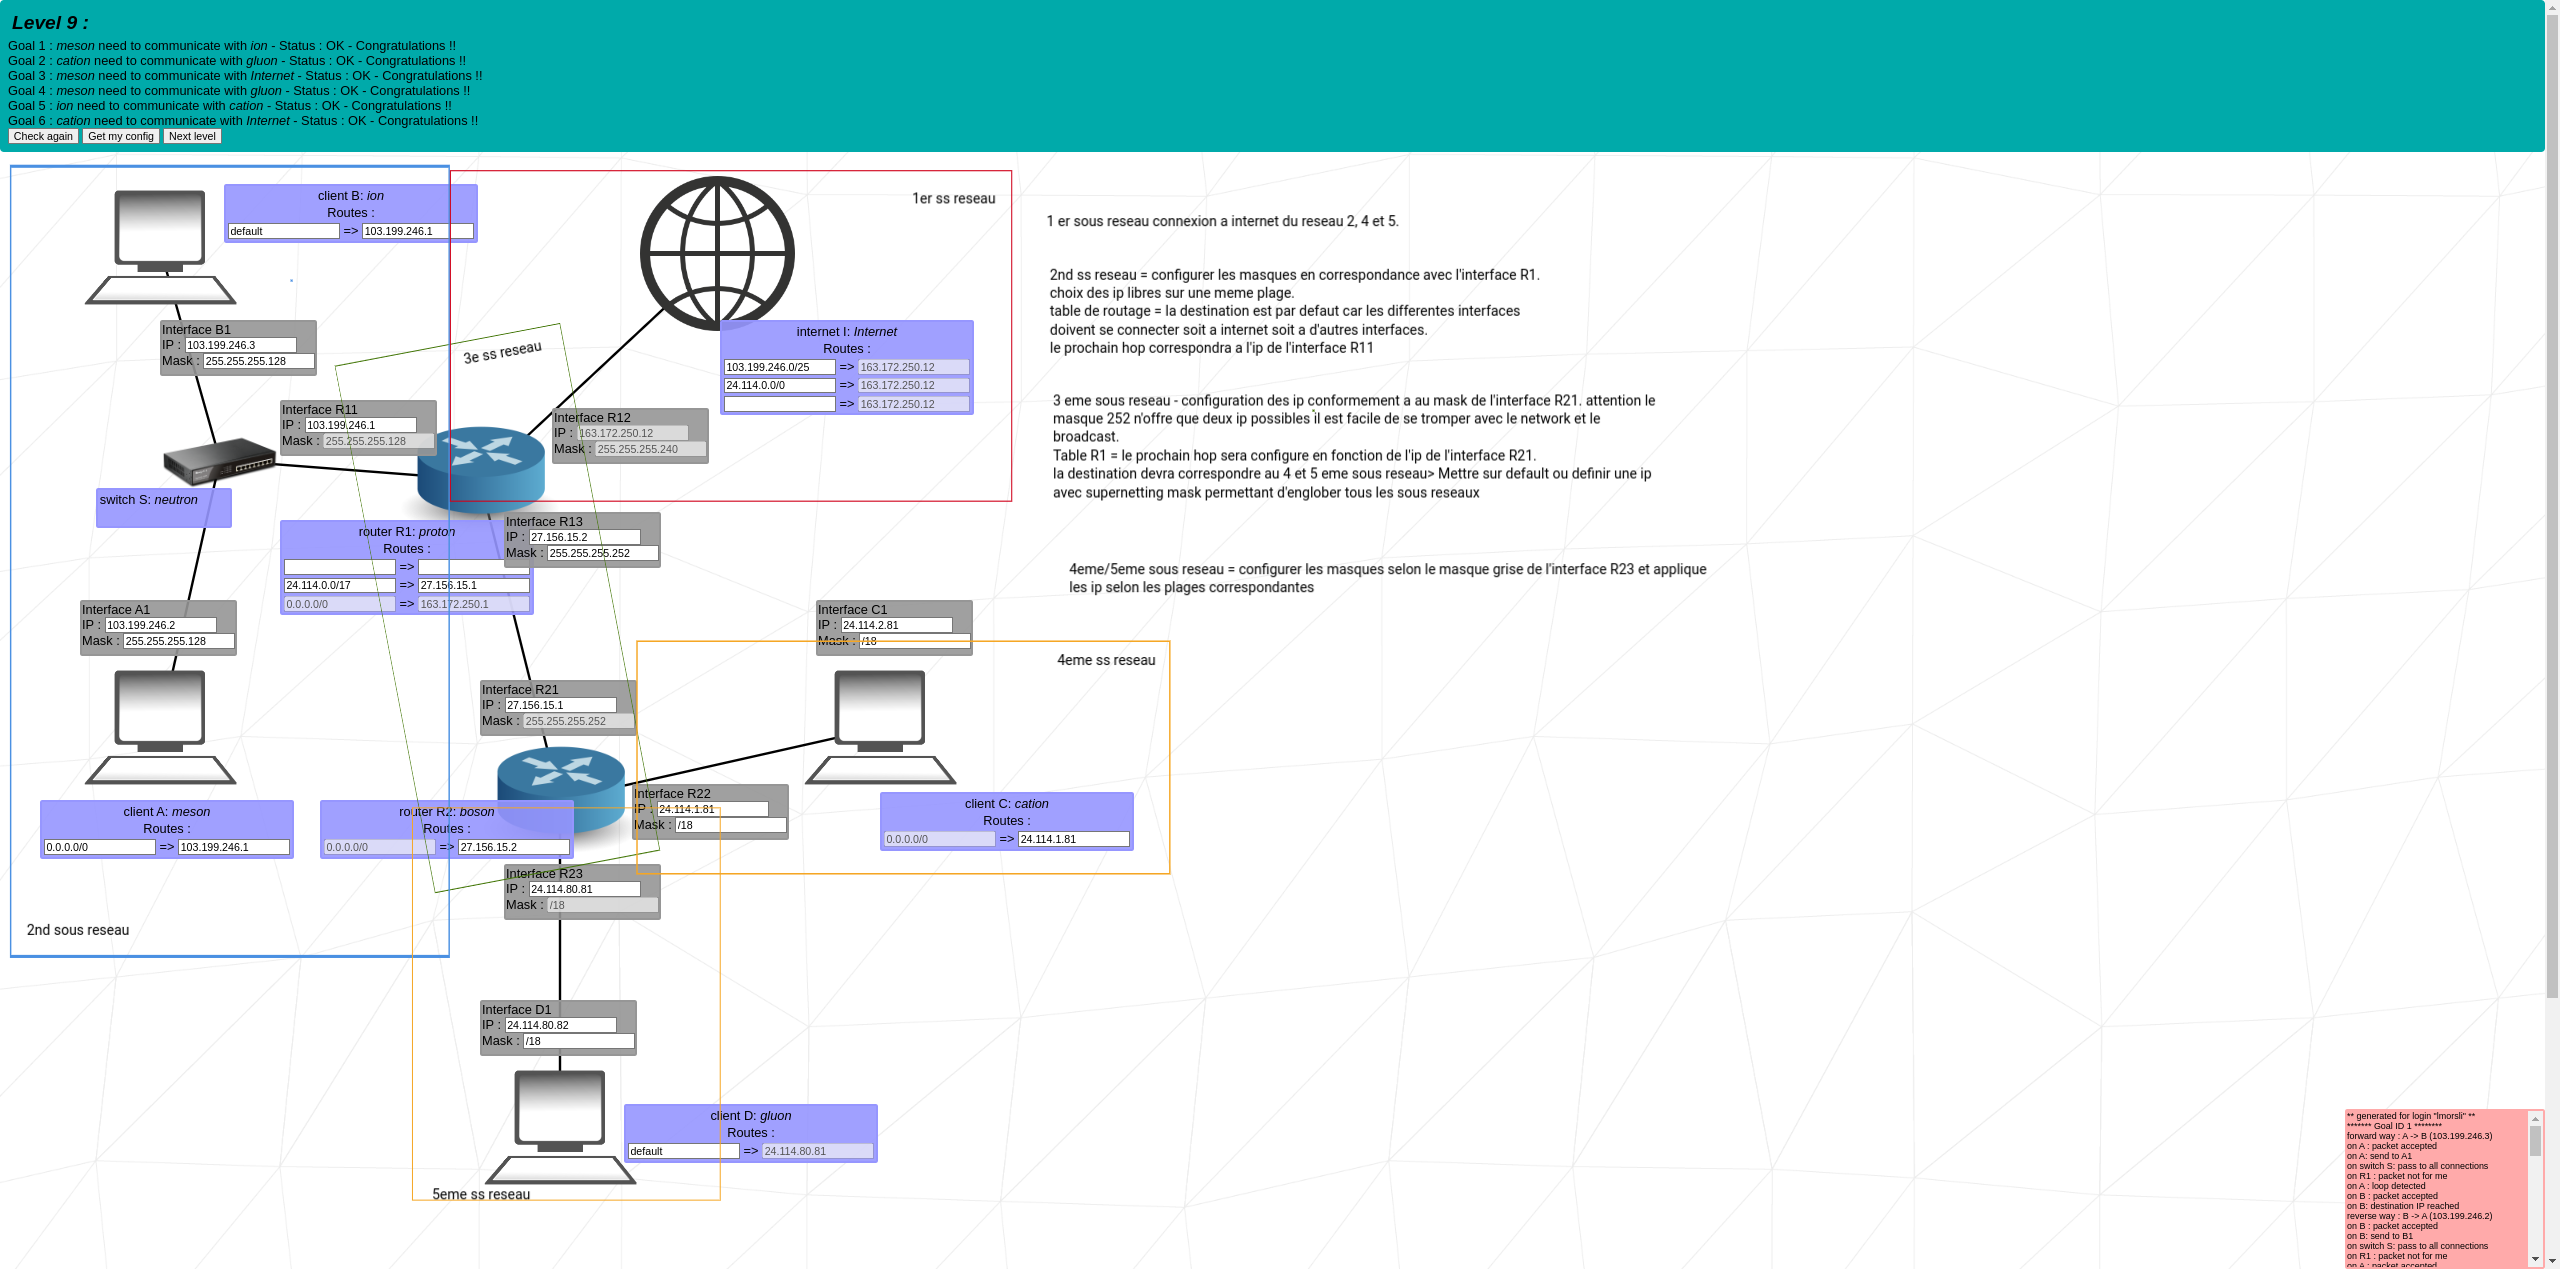 Level 9 :
Goal 1 : meson need to communicate with ion - Status : OK - Congratulations !!
Goal 2 : cation need to communicate with gluon - Status : OK - Congratulations !!
Goal 3 : meson need to communicate with Internet - Status : OK - Congratulations !!
Goal 4 : meson need to communicate with gluon - Status : OK - Congratulations !!
Goal 5 : ion need to communicate with cation - Status : OK - Congratulations !!
Goal 6 : cation need to communicate with Internet - Status : OK - Congratulations !!
Check again Get my config Next level
client B: ion
Routes :
default => 103.199.246.1
1er ss reseau
1 er sous reseau connexion a internet du reseau 2, 4 et 5.
2nd ss reseau = configurer les masques en correspondance avec l'interface R1.
choix des ip libres sur une meme plage.
table de routage = la destination est par defaut car les differentes interfaces
doivent se connecter soit a internet soit a d'autres interfaces.
le prochain hop correspondra a l'ip de l'interface R11
Interface B1
IP : 103.199.246.3
Mask : 255.255.255.128
3e ss reseau
internet I: Internet
Routes :
103.199.246.0/25 => 163.172.250.12
24.114.0.0/0 => 163.172.250.12
=> 163.172.250.12
Interface R11
IP : 103.199.246.1
Mask : 255.255.255.128
Interface R12
IP : 163.172.250.12
Mask : 255.255.255.240
3 eme sous reseau - configuration des ip conformement a au mask de l'interface R21. attention le
masque 252 n'offre que deux ip possibles il est facile de se tromper avec le network et le
broadcast.
Table R1 = le prochain hop sera configure en fonction de l'ip de l'interface R21.
la destination devra correspondre au 4 et 5 eme sous reseau> Mettre sur default ou definir une ip
avec supernetting mask permettant d'englober tous les sous reseaux
switch S: neutron
router R1: proton
Routes :
=>
24.114.0.0/17 => 27.156.15.1
0.0.0.0/0 => 163.172.250.1
Interface R13
IP : 27.156.15.2
Mask : 255.255.255.252
4eme/5eme sous reseau = configurer les masques selon le masque grise de l'interface R23 et applique
les ip selon les plages correspondantes
Interface A1
IP : 103.199.246.2
Mask : 255.255.255.128
Interface C1
IP : 24.114.2.81
Mask : /18
4eme ss reseau
Interface R21
IP : 27.156.15.1
Mask : 255.255.255.252
client A: meson
Routes :
0.0.0.0/0 => 103.199.246.1
router R2: boson
Routes :
0.0.0.0/0 => 27.156.15.2
Interface R22
IP : 24.114.1.81
Mask : /18
client C: cation
Routes :
0.0.0.0/0 => 24.114.1.81
Interface R23
IP : 24.114.80.81
Mask : /18
2nd sous reseau
Interface D1
IP : 24.114.80.82
Mask : /18
client D: gluon
Routes :
default => 24.114.80.81
5eme ss reseau
** generated for login "lmorsli" **
******* Goal ID 1 ********
forward way : A -> B (103.199.246.3)
on A : packet accepted
on A: send to A1
on switch S: pass to all connections
on R1 : packet not for me
on A : loop detected
on B : packet accepted
on B: destination IP reached
reverse way : B -> A (103.199.246.2)
on B : packet accepted
on B: send to B1
on switch S: pass to all connections
on R1 : packet not for me
on A : packet accepted